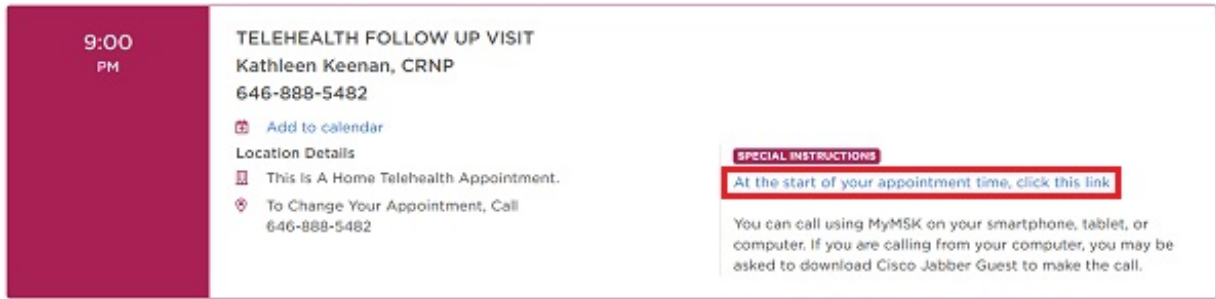 9:00
PM
TELEHEALTH FOLLOW UP VISIT
Kathleen Keenan, CRNP
646-888-5482
Add to calendar
Location Details
This Is A Home Telehealth Appointment.
To Change Your Appointment, Call
646-888-5482
SPECIAL INSTRUCTIONS
At the start of your appointment time, click this link
You can call using MyMSK on your smartphone, tablet, or
computer. If you are calling from your computer, you may be
asked to download Cisco Jabber Guest to make the call.